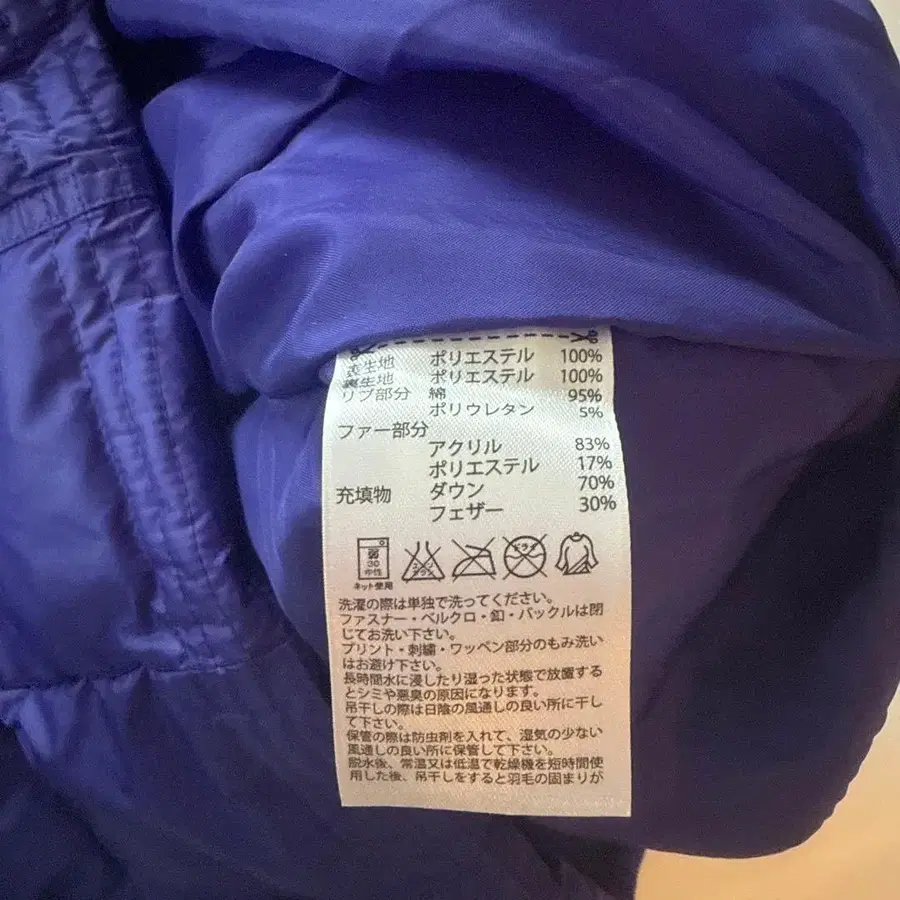 表生地 ポリエステル 100%
裏生地 ポリエステル 100%
リブ部分 綿 95%
ポリウレタン 5%
ファー部分
アクリル 83%
ポリエステル 17%
充填物 ダウン 70%
フェザー 30%
30
中性
エンソサラシ
ドライ
ネット使用
洗濯の際は単独で洗ってください。
ファスナー・ベルクロ・釦・バックルは閉
じてお洗い下さい。
プリント・刺繍・ワッペン部分のもみ洗い
はお避け下さい。
長時間水に浸したり湿った状態で放置する
とシミや悪臭の原因になります。
吊干しの際は日陰の風通しの良い所に干し
て下さい。
保管の際は防虫剤を入れて、湿気の少ない
風通しの良い所に保管して下さい。
脱水後、常温又は低温で乾燥機を短時間使
用した後、吊干しをすると羽毛の固まりが